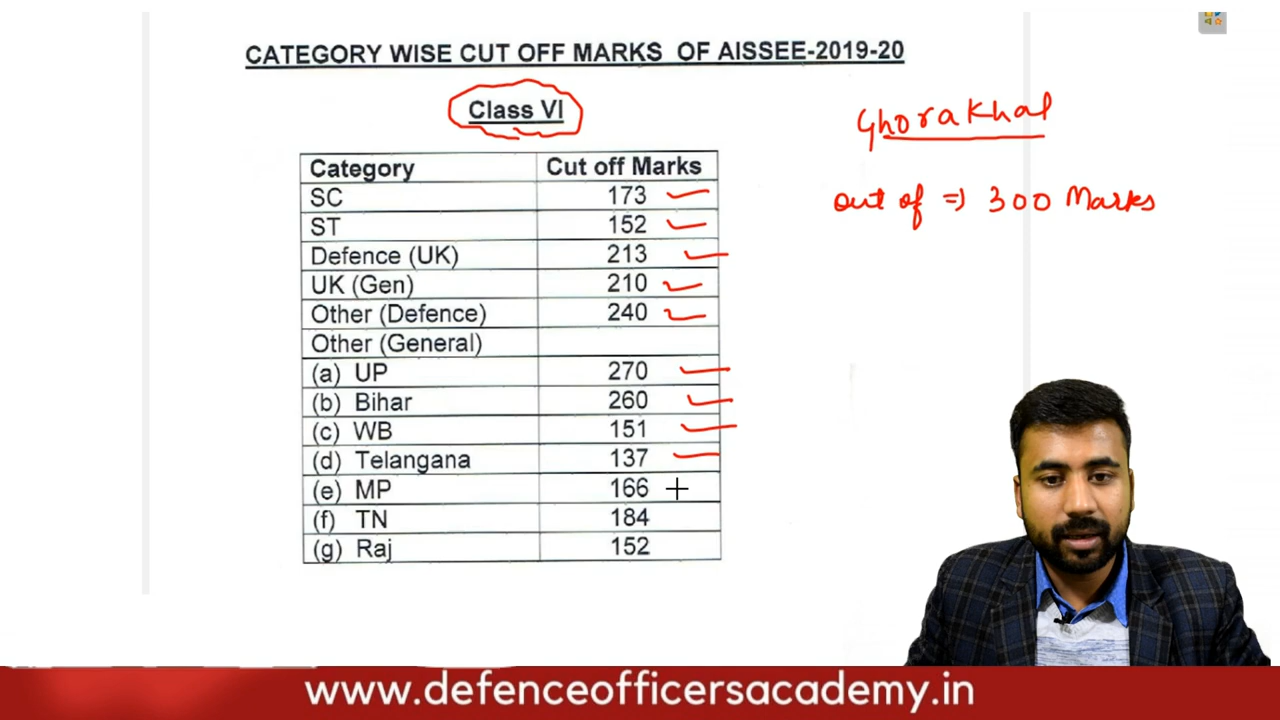 CATEGORY WISE CUT OFF MARKS OF AISSEE-2019-20
Class VI
Ghorakhal
out of => 300 Marks
Category Cut off Marks
SC 173
ST 152
Defence (UK) 213
UK (Gen) 210
Other (Defence) 240
Other (General)
(a) UP 270
(b) Bihar 260
(c) WB 151
(d) Telangana 137
(e) MP 166
(f) TN 184
(g) Raj 152
www.defenceofficersacademy.in